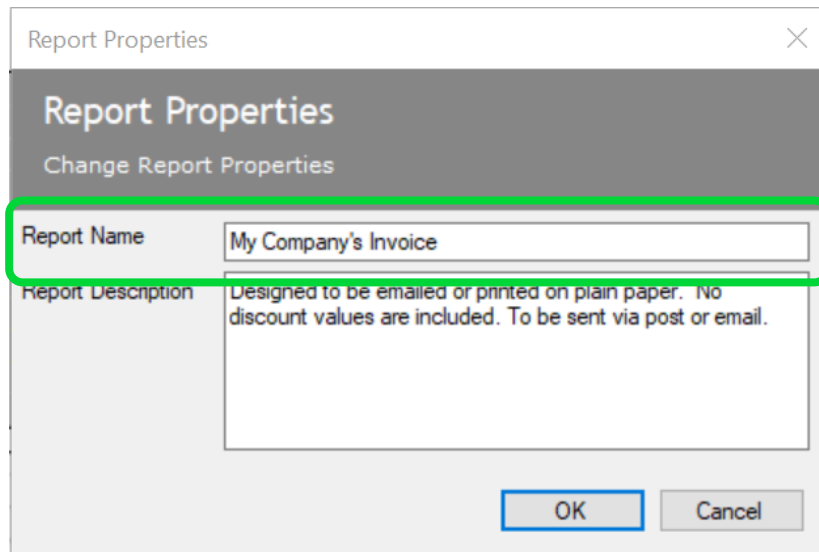 Report Properties
Report Properties
Change Report Properties
Report Name
My Company's Invoice
Report Description
Designed to be emailed or printed on plain paper.  No
discount values are included. To be sent via post or email.
OK
Cancel